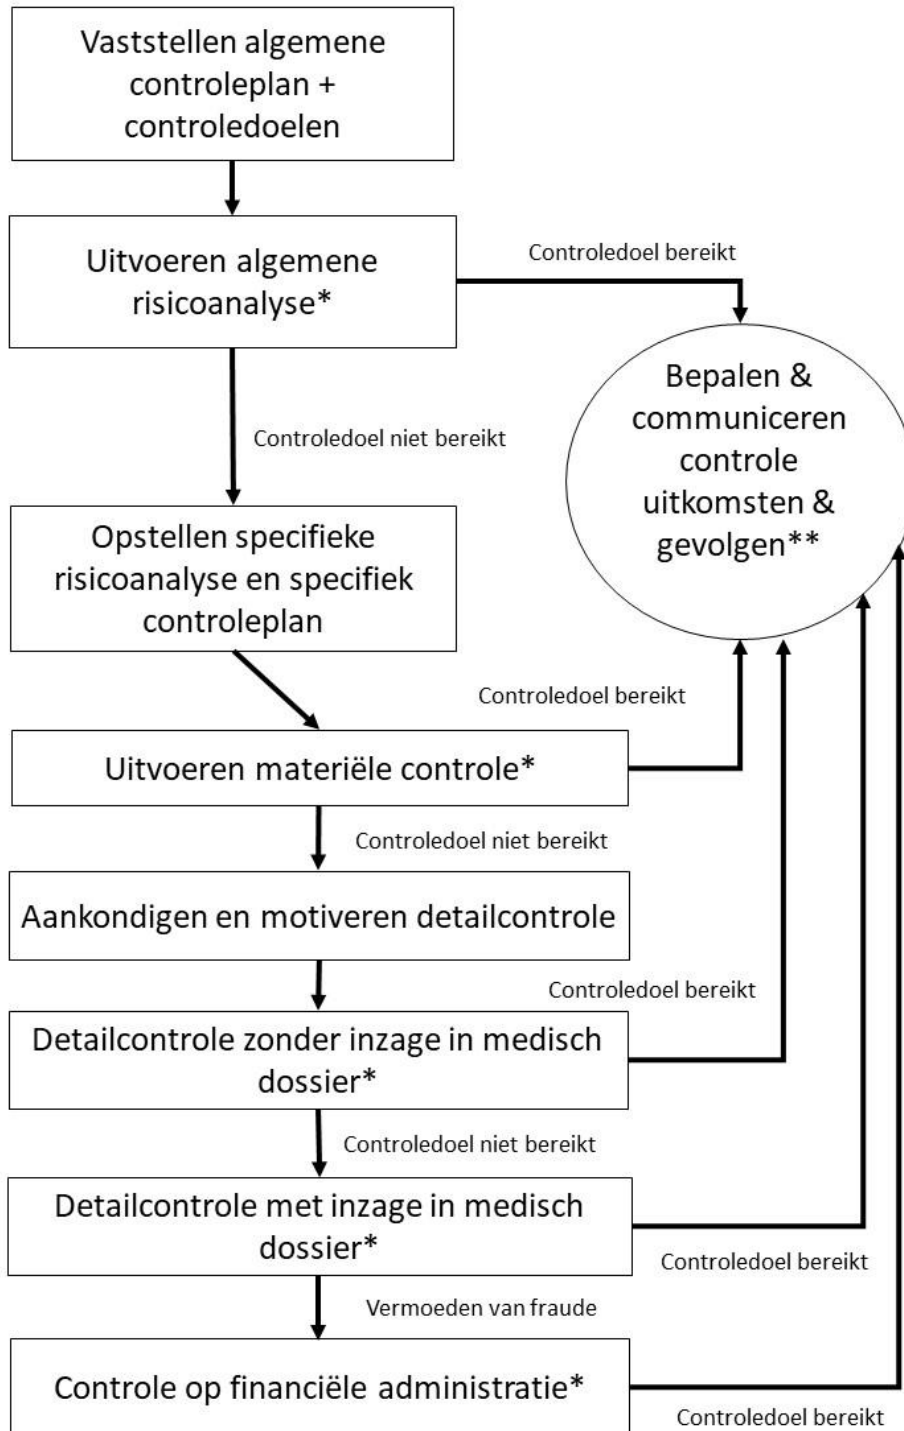 Vaststellen algemene
controleplan +
controledoelen
Uitvoeren algemene
risicoanalyse*
Controledoel bereikt
Bepalen &
communiceren
controle
uitkomsten &
gevolgen**
Controledoel niet bereikt
Opstellen specifieke
risicoanalyse en specifiek
controleplan
Controledoel bereikt
Uitvoeren materiële controle*
Controledoel niet bereikt
Aankondigen en motiveren detailcontrole
Controledoel bereikt
Detailcontrole zonder inzage in medisch
dossier*
Controledoel niet bereikt
Detailcontrole met inzage in medisch
dossier*
Controledoel bereikt
Vermoeden van fraude
Controle op financiële administratie*
Controledoel bereikt